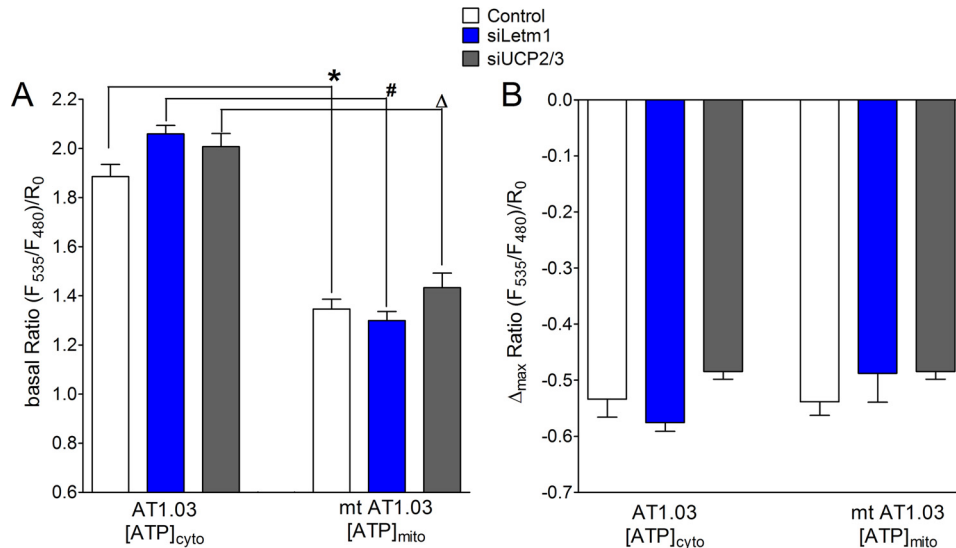 Control
siLetm1
siUCP2/3
A
basal Ratio (F535/F480)/R0
2.2
2.0
1.8
1.6
1.4
1.2
1.0
0.8
0.6
*
#
Δ
AT1.03
[ATP]cyto
mt AT1.03
[ATP]mito
B
Δmax Ratio (F535/F480)/R0
0.0
-0.1
-0.2
-0.3
-0.4
-0.5
-0.6
-0.7
AT1.03
[ATP]cyto
mt AT1.03
[ATP]mito